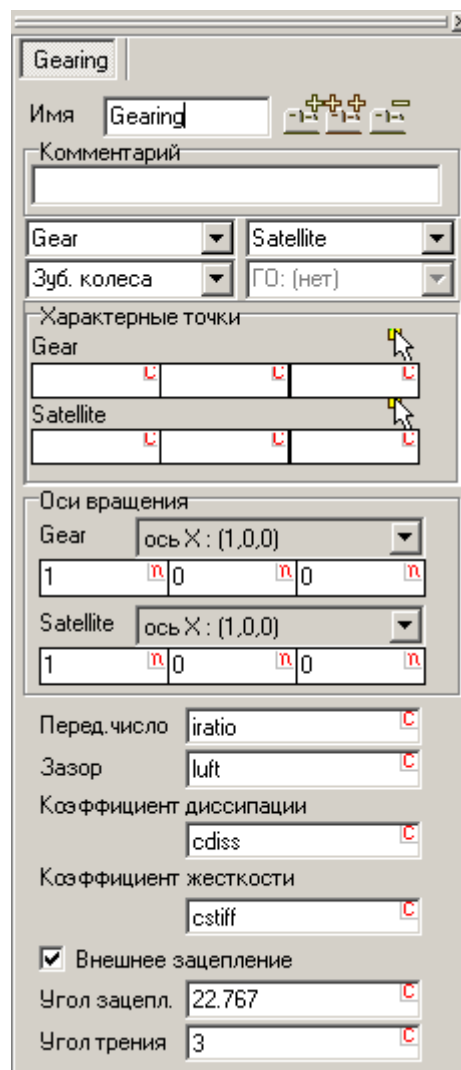 Gearing
Имя Gearing
Комментарий
Gear Satellite
Зуб. колеса ГО: (нет)
Характерные точки
Gear
C C C
Satellite
C C C
Оси вращения
Gear ось X : (1,0,0)
1 n 0 n 0 n
Satellite ось X : (1,0,0)
1 n 0 n 0 n
Перед.число iratio C
Зазор luft C
Коэффициент диссипации
cdiss C
Коэффициент жесткости
cstiff C
Внешнее зацепление
Угол зацепл. 22.767 C
Угол трения 3 C